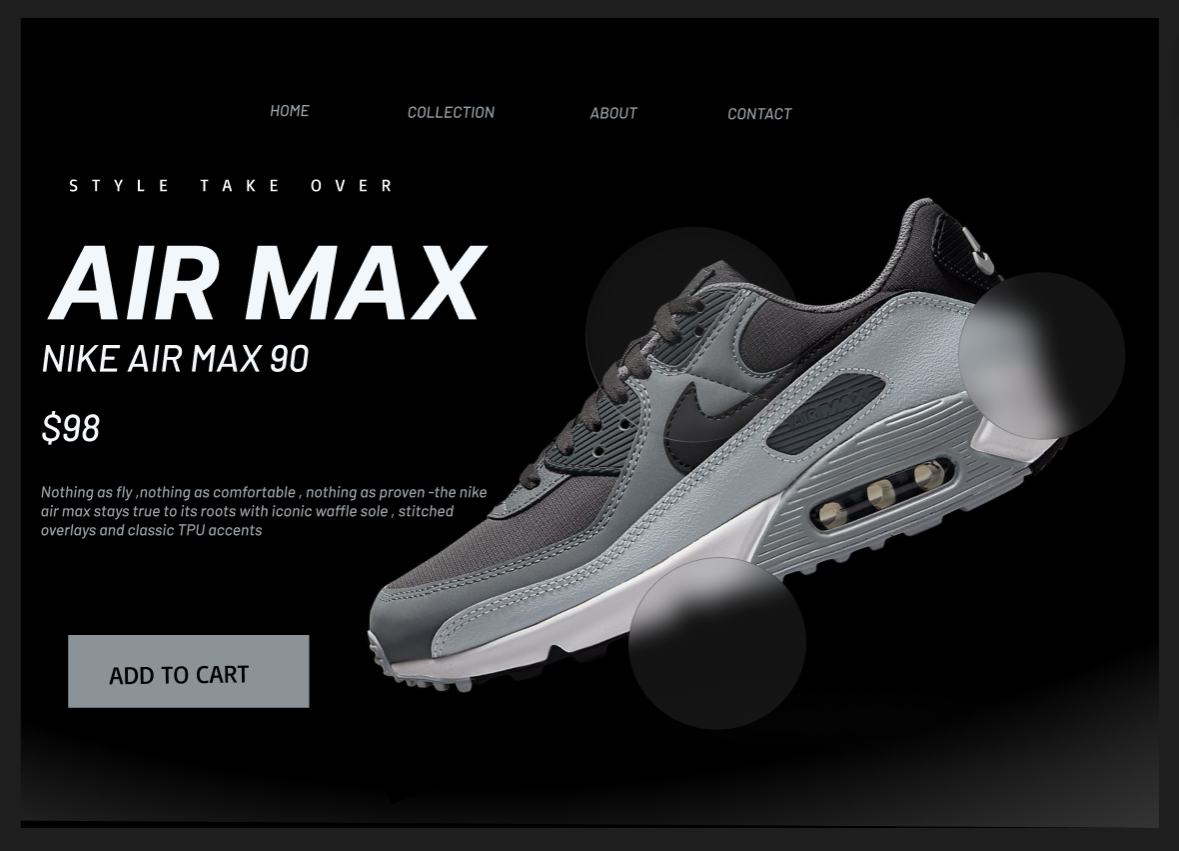 HOME COLLECTION ABOUT CONTACT
STYLE TAKE OVER
AIR MAX
NIKE AIR MAX 90
$98
Nothing as fly ,nothing as comfortable , nothing as proven -the nike
air max stays true to its roots with iconic waffle sole , stitched
overlays and classic TPU accents
ADD TO CART
AIR MAX